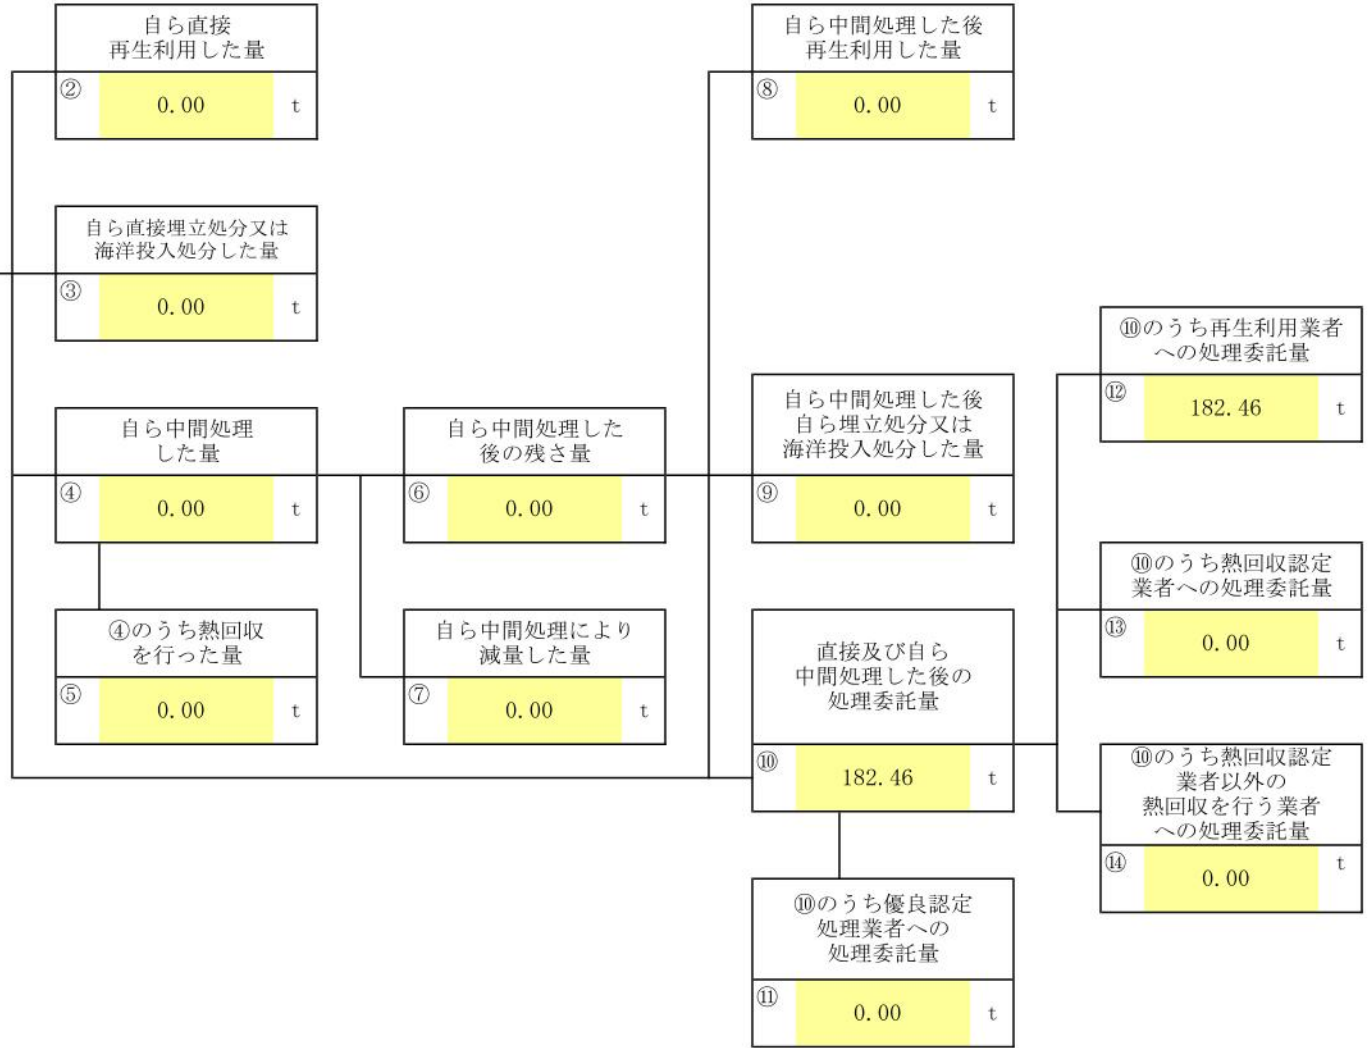 自ら直接
再生利用した量
②
0.00
t
自ら中間処理した後
再生利用した量
⑧
0.00
t
自ら直接埋立処分又は
海洋投入処分した量
③
0.00
t
⑩のうち再生利用業者
への処理委託量
⑫
182.46
t
自ら中間処理
した量
④
0.00
t
自ら中間処理した
後の残さ量
⑥
0.00
t
自ら中間処理した後
自ら埋立処分又は
海洋投入処分した量
⑨
0.00
t
⑩のうち熱回収認定
業者への処理委託量
⑬
0.00
t
④のうち熱回収
を行った量
⑤
0.00
t
自ら中間処理により
減量した量
⑦
0.00
t
直接及び自ら
中間処理した後の
処理委託量
⑩
182.46
t
⑩のうち熱回収認定
業者以外の
熱回収を行う業者
への処理委託量
⑭
0.00
t
⑩のうち優良認定
処理業者への
処理委託量
⑪
0.00
t